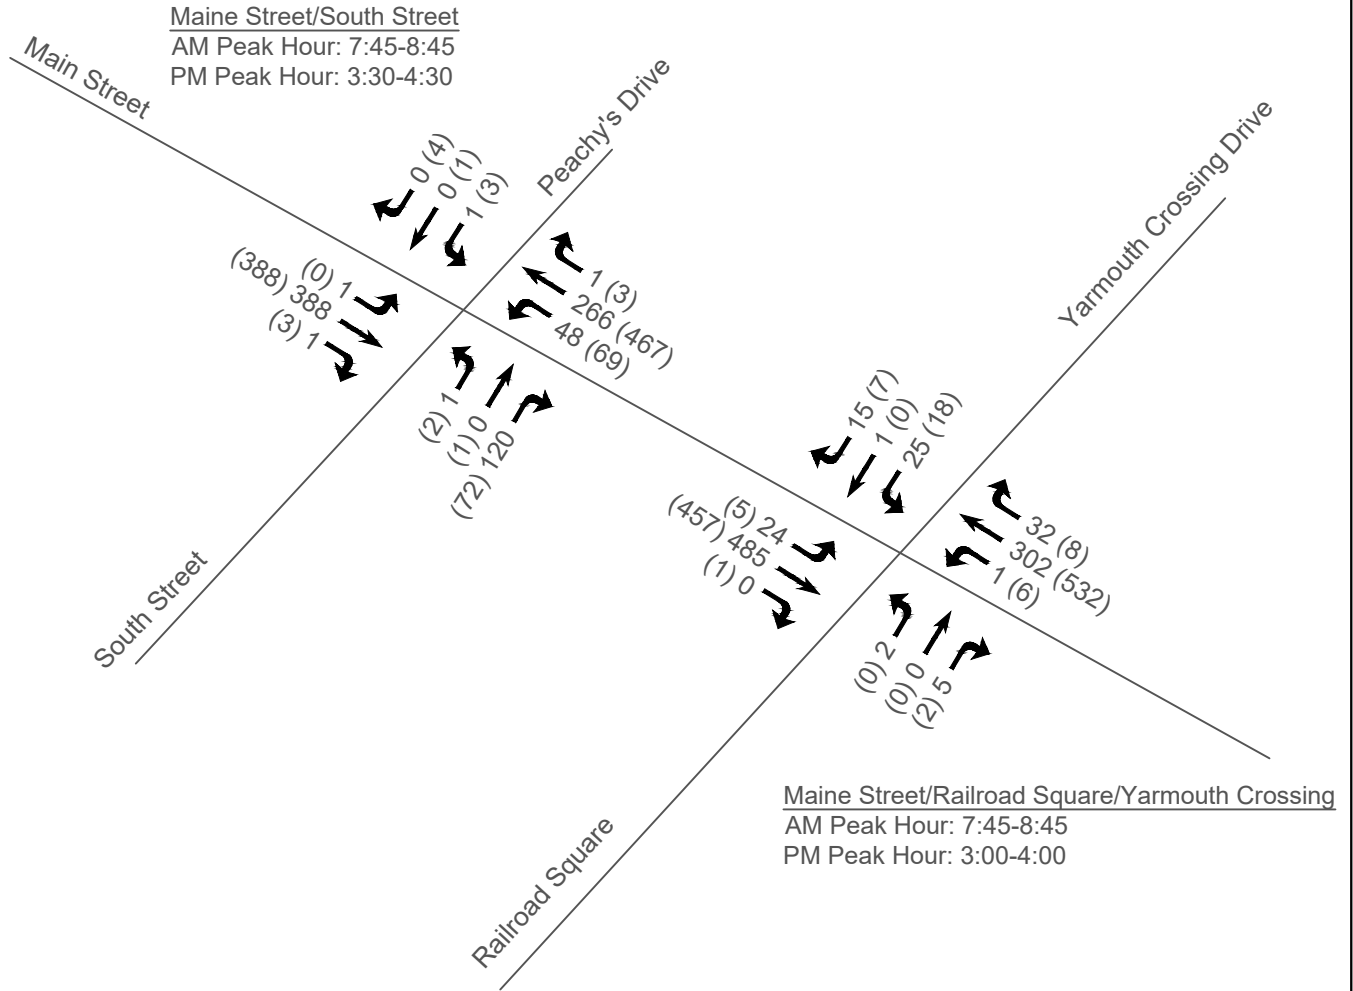 Maine Street/South Street
AM Peak Hour: 7:45-8:45
PM Peak Hour: 3:30-4:30
Main Street
Peachy's Drive
Yarmouth Crossing Drive
0 (4)
0 (1)
1 (3)
(0) 1
(388) 388
(3) 1
1 (3)
266 (467)
48 (69)
(2) 1
(1) 0
(72) 120
15 (7)
1 (0)
25 (18)
(5) 24
(457) 485
(1) 0
32 (8)
302 (532)
1 (6)
(0) 2
(0) 0
(2) 5
South Street
Railroad Square
Maine Street/Railroad Square/Yarmouth Crossing
AM Peak Hour: 7:45-8:45
PM Peak Hour: 3:00-4:00